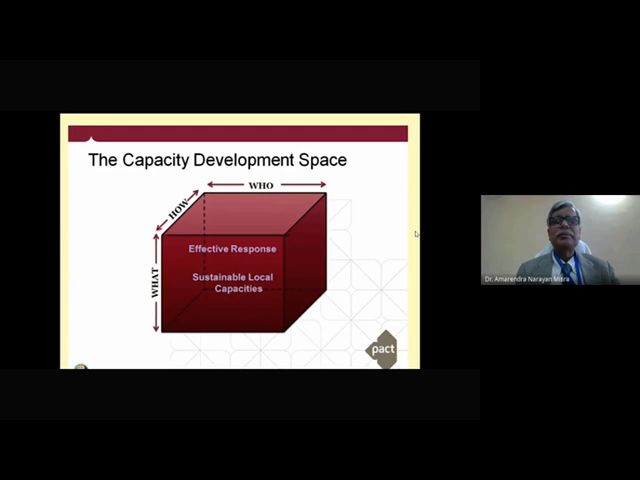 The Capacity Development Space
WHO
HOW
WHAT
Effective Response
Sustainable Local
Capacities
pact
Dr. Amarendra Narayan Misra